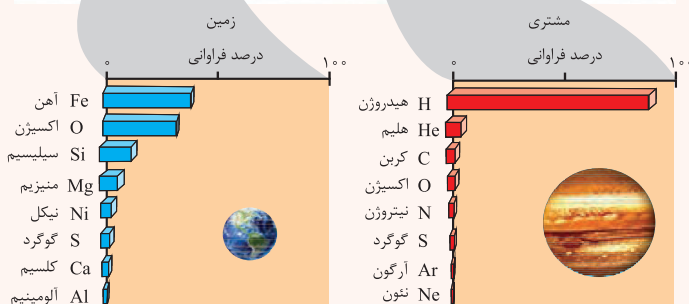 مشتری
درصد فراوانی
۰ ۱۰۰
H هیدروژن
He هلیم
C کربن
O اکسیژن
N نیتروژن
S گوگرد
Ar آرگون
Ne نئون
زمین
درصد فراوانی
۰ ۱۰۰
Fe آهن
O اکسیژن
Si سیلیسیم
Mg منیزیم
Ni نیکل
S گوگرد
Ca کلسیم
Al آلومینیم